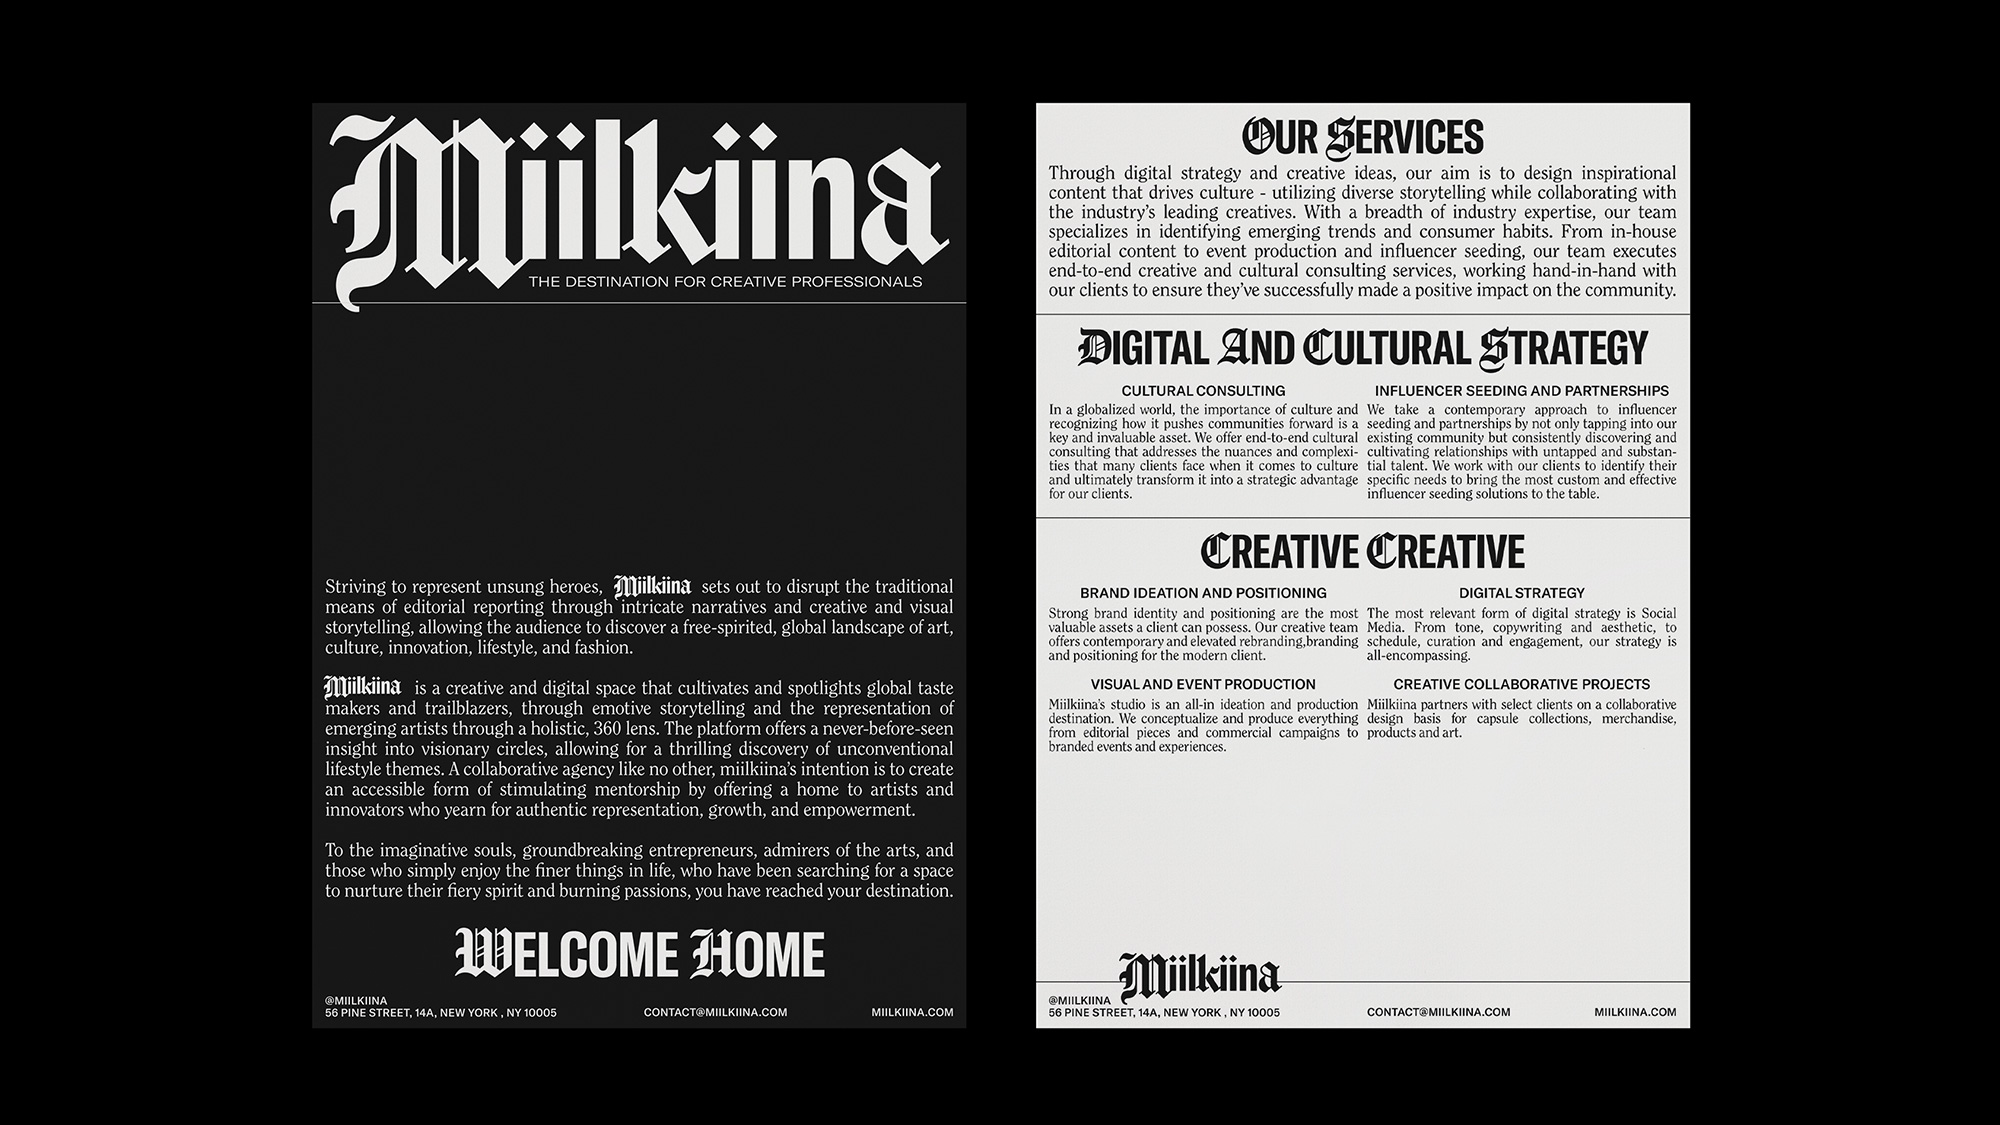 Miilkiina
THE DESTINATION FOR CREATIVE PROFESSIONALS
Striving to represent unsung heroes, Miilkiina sets out to disrupt the traditional
means of editorial reporting through intricate narratives and creative and visual
storytelling, allowing the audience to discover a free-spirited, global landscape of art,
culture, innovation, lifestyle, and fashion.
Miilkiina is a creative and digital space that cultivates and spotlights global taste
makers and trailblazers, through emotive storytelling and the representation of
emerging artists through a holistic, 360 lens. The platform offers a never-before-seen
insight into visionary circles, allowing for a thrilling discovery of unconventional
lifestyle themes. A collaborative agency like no other, miilkiina's intention is to create
an accessible form of stimulating mentorship by offering a home to artists and
innovators who yearn for authentic representation, growth, and empowerment.
To the imaginative souls, groundbreaking entrepreneurs, admirers of the arts, and
those who simply enjoy the finer things in life, who have been searching for a space
to nurture their fiery spirit and burning passions, you have reached your destination.
WELCOME HOME
@MIILKIINA
56 PINE STREET, 14A, NEW YORK , NY 10005
CONTACT@MIILKIINA.COM
MIILKIINA.COM
OUR SERVICES
Through digital strategy and creative ideas, our aim is to design inspirational
content that drives culture - utilizing diverse storytelling while collaborating with
the industry's leading creatives. With a breadth of industry expertise, our team
specializes in identifying emerging trends and consumer habits. From in-house
editorial content to event production and influencer seeding, our team executes
end-to-end creative and cultural consulting services, working hand-in-hand with
our clients to ensure they've successfully made a positive impact on the community.
DIGITAL AND CULTURAL STRATEGY
CULTURAL CONSULTING
In a globalized world, the importance of culture and
recognizing how it pushes communities forward is a
key and invaluable asset. We offer end-to-end cultural
consulting that addresses the nuances and complexi-
ties that many clients face when it comes to culture
and ultimately transform it into a strategic advantage
for our clients.
INFLUENCER SEEDING AND PARTNERSHIPS
We take a contemporary approach to influencer
seeding and partnerships by not only tapping into our
existing community but consistently discovering and
cultivating relationships with untapped and substan-
tial talent. We work with our clients to identify their
specific needs to bring the most custom and effective
influencer seeding solutions to the table.
CREATIVE CREATIVE
BRAND IDEATION AND POSITIONING
Strong brand identity and positioning are the most
valuable assets a client can possess. Our creative team
offers contemporary and elevated rebranding,branding
and positioning for the modern client.
DIGITAL STRATEGY
The most relevant form of digital strategy is Social
Media. From tone, copywriting and aesthetic, to
schedule, curation and engagement, our strategy is
all-encompassing.
VISUAL AND EVENT PRODUCTION
Miilkiina's studio is an all-in ideation and production
destination. We conceptualize and produce everything
from editorial pieces and commercial campaigns to
branded events and experiences.
CREATIVE COLLABORATIVE PROJECTS
Miilkiina partners with select clients on a collaborative
design basis for capsule collections, merchandise,
products and art.
Miilkiina
@MIILKIINA
56 PINE STREET, 14A, NEW YORK , NY 10005
CONTACT@MIILKIINA.COM
MIILKIINA.COM